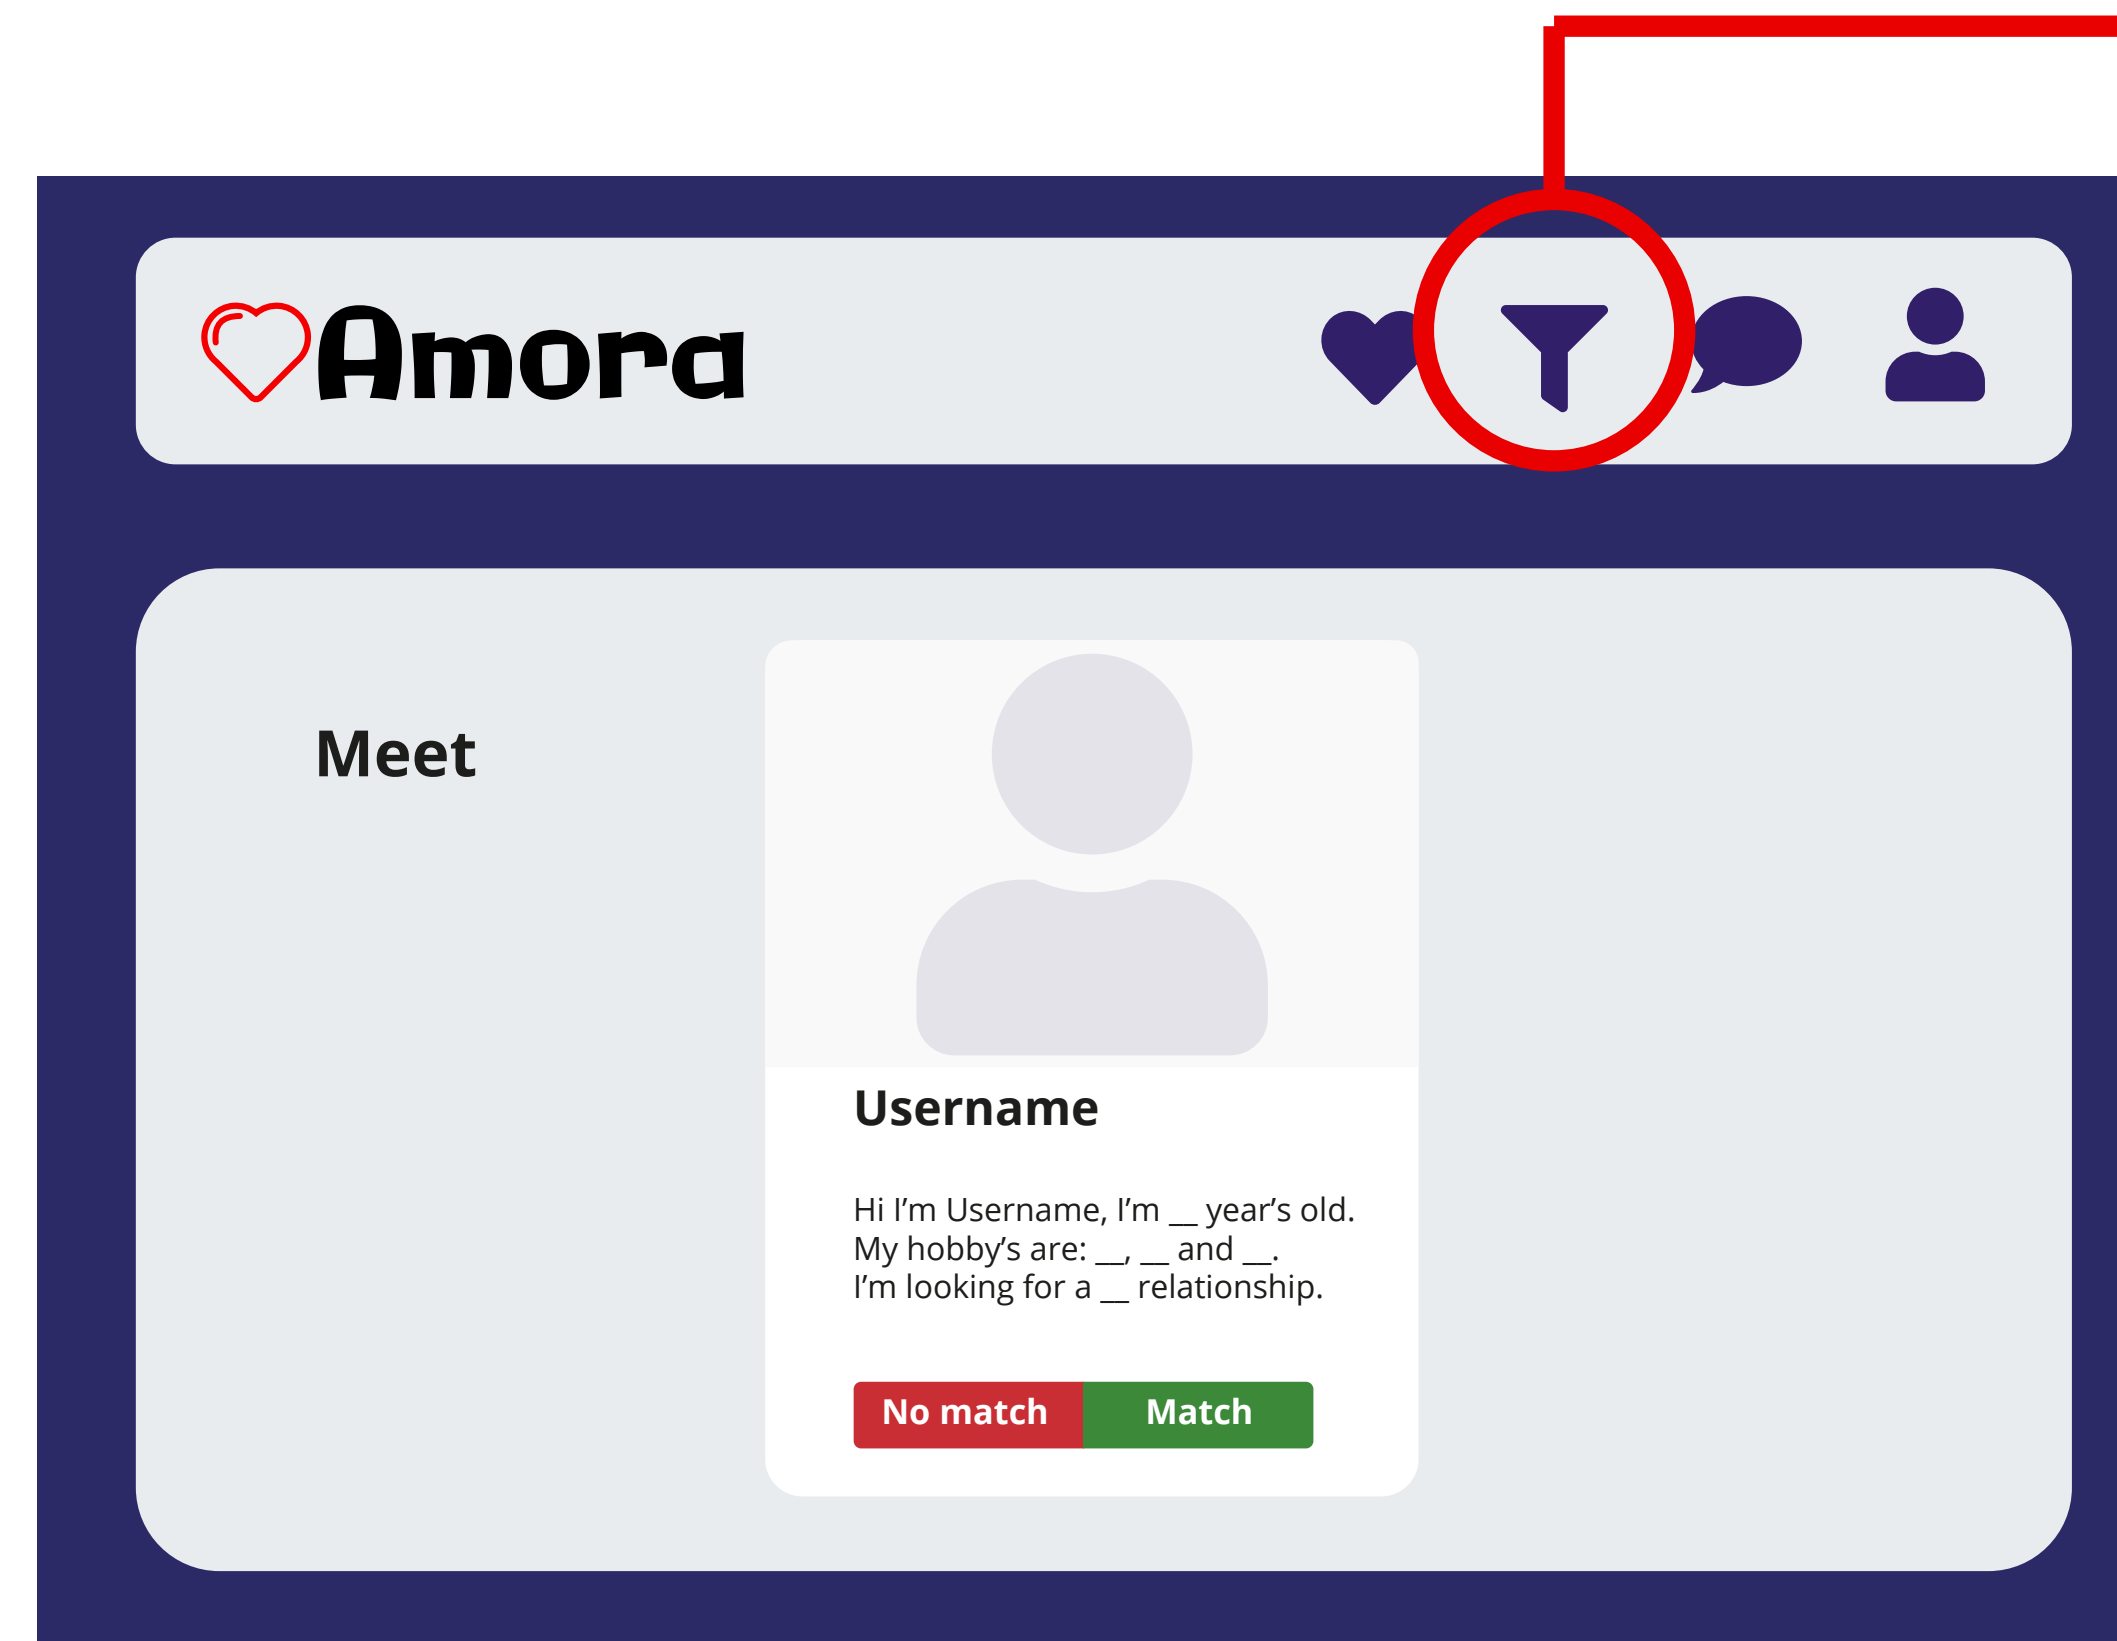 Amora
Meet
Username
Hi I’m Username, I’m __ year’s old.
My hobby’s are: __, __ and __.
I’m looking for a __ relationship.
No match Match